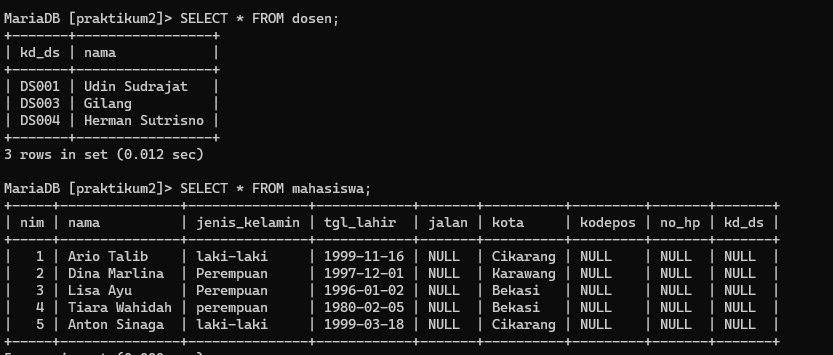 MariaDB [praktikum2]> SELECT * FROM dosen;
+-------+-----------------+
| kd_ds | nama            |
+-------+-----------------+
| DS001 | Udin Sudrajat   |
| DS003 | Gilang          |
| DS004 | Herman Sutrisno |
+-------+-----------------+
3 rows in set (0.012 sec)

MariaDB [praktikum2]> SELECT * FROM mahasiswa;
+-----+---------------+---------------+------------+-------+----------+---------+-------+-------+
| nim | nama          | jenis_kelamin | tgl_lahir  | jalan | kota     | kodepos | no_hp | kd_ds |
+-----+---------------+---------------+------------+-------+----------+---------+-------+-------+
|   1 | Ario Talib    | laki-laki     | 1999-11-16 | NULL  | Cikarang | NULL    | NULL  | NULL  |
|   2 | Dina Marlina  | Perempuan     | 1997-12-01 | NULL  | Karawang | NULL    | NULL  | NULL  |
|   3 | Lisa Ayu      | Perempuan     | 1996-01-02 | NULL  | Bekasi   | NULL    | NULL  | NULL  |
|   4 | Tiara Wahidah | perempuan     | 1980-02-05 | NULL  | Bekasi   | NULL    | NULL  | NULL  |
|   5 | Anton Sinaga  | laki-laki     | 1999-03-18 | NULL  | Cikarang | NULL    | NULL  | NULL  |
+-----+---------------+---------------+------------+-------+----------+---------+-------+-------+